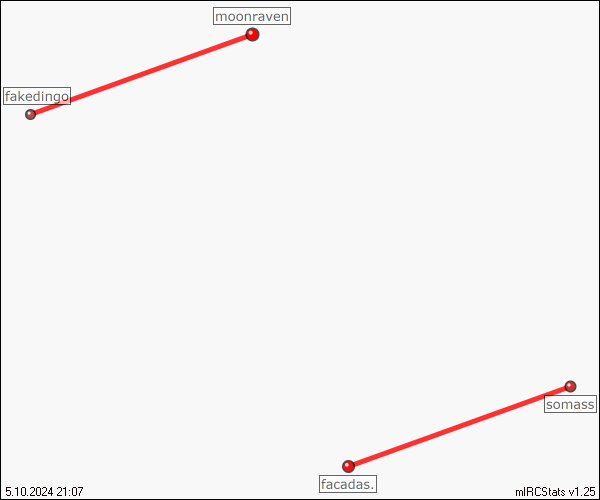 moonraven
fakedingo
somass
facadas.
5.10.2024 21:07
mIRCStats v1.25